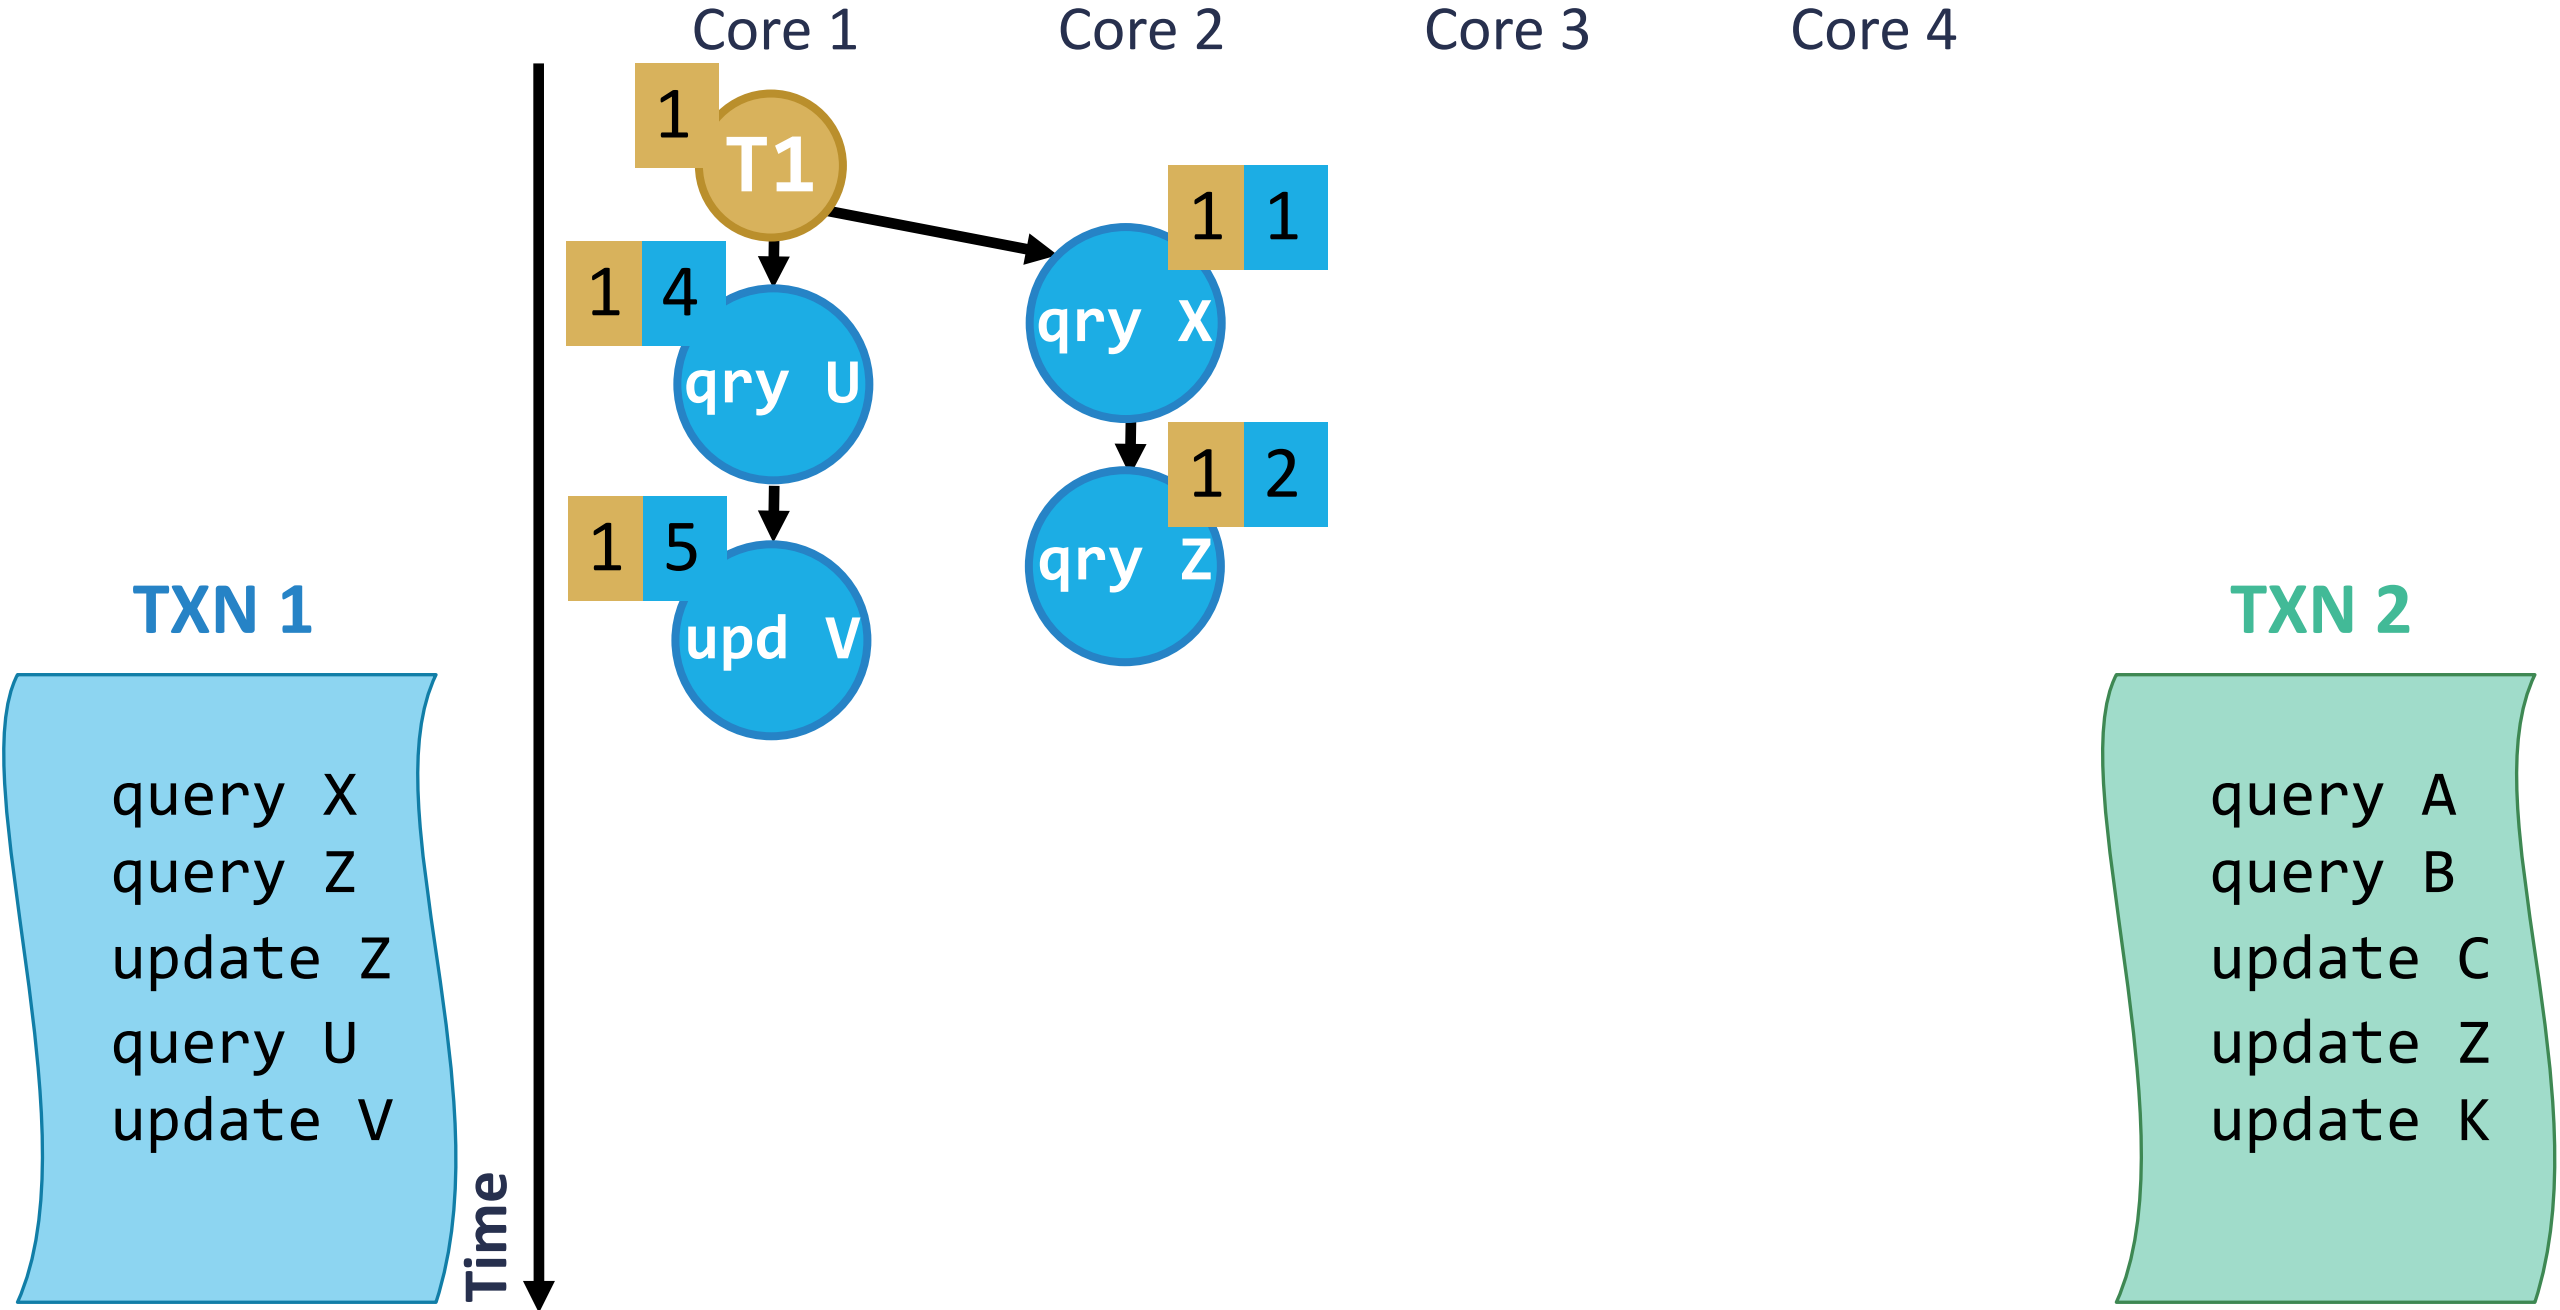 Core 1 Core 2 Core 3 Core 4
1
T1
1 1
1 4
qry X
qry U
1 2
1 5
qry Z
upd V
TXN 1
query X
query Z
update Z
query U
update V
Time
TXN 2
query A
query B
update C
update Z
update K